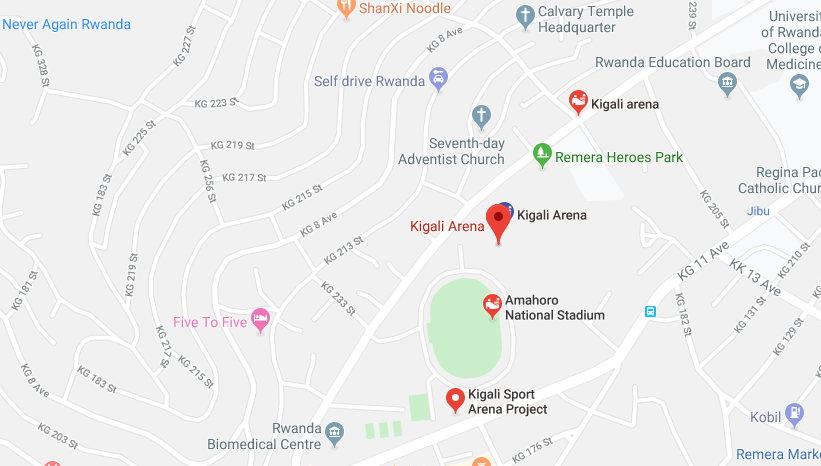 ShanXi Noodle
Calvary Temple
Headquarter
Universi
of Rwanda
College of
Medicine
Never Again Rwanda
KG 227 St
KG 8 Ave
239 St
KG 328 St
Self drive Rwanda
Rwanda Education Board
Kigali arena
KG 223 St
KG 225 St
KG 219 St
Seventh-day
Adventist Church
Remera Heroes Park
KG 217 St
KG 256 St
KG 183 St
KG 215 St
KG 8 Ave
Regina Pac
Catholic Churc
KG 205 St
Jibu
Kigali Arena
Kigali Arena
KG 213 St
KG 219 St
KG 11 Ave
KK 13 Ave
KG 210 St
KG 181 St
KG 233 St
Amahoro
National Stadium
KG 182 St
KG 131 St
KG 129 St
Five To Five
KG 217 St
KG 215 St
KG 8 Ave
KG 183 St
Kigali Sport
Arena Project
KG 203 St
Rwanda
Biomedical Centre
KG 176 St
Kobil
Remera Marke